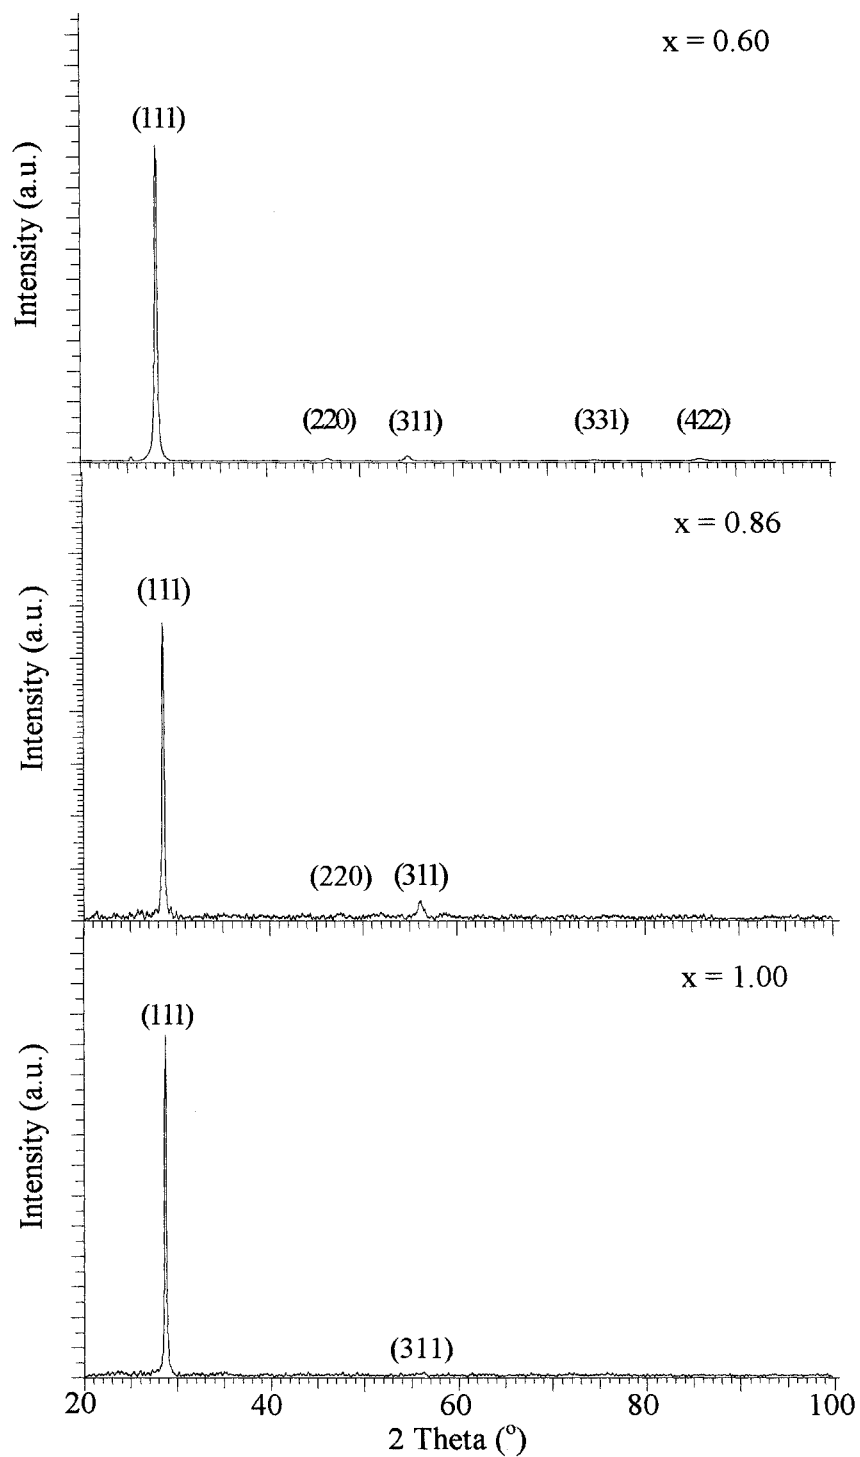 x = 0.60
(111)
Intensity (a.u.)
(220) (311) (331) (422)
x = 0.86
(111)
Intensity (a.u.)
(220) (311)
x = 1.00
(111)
Intensity (a.u.)
(311)
20 40 60 80 100
2 Theta (°)